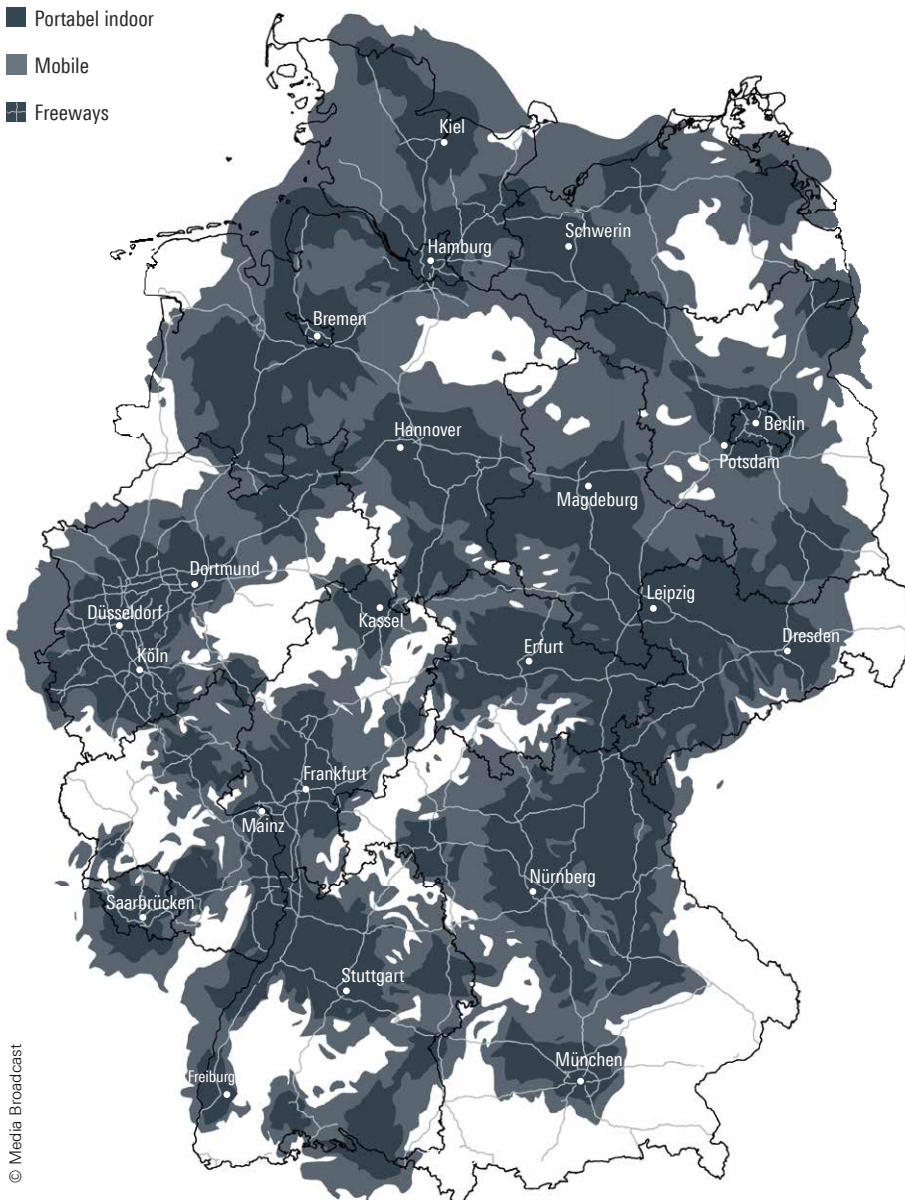 Portabel indoor
Mobile
Freeways
Kiel
Schwerin
Hamburg
Bremen
Berlin
Hannover
Potsdam
Magdeburg
Dortmund
Leipzig
Düsseldorf
Kassel
Dresden
Erfurt
Köln
Frankfurt
Mainz
Nürnberg
Saarbrücken
Stuttgart
München
Freiburg
© Media Broadcast